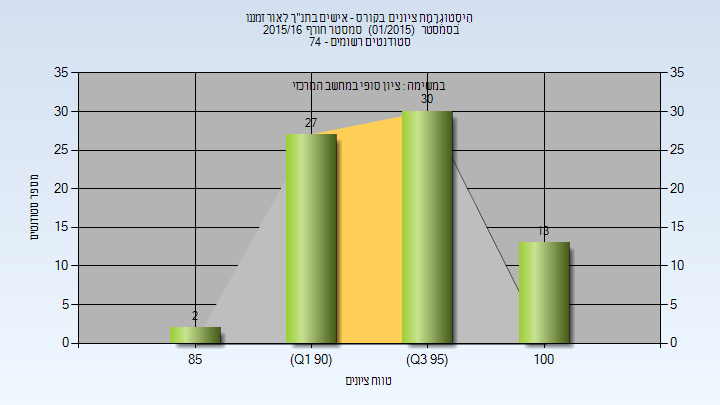 היסטוגרמת ציונים בקורס - אישים בתנ"ך לאור זמננו
בסמסטר (01/2015) סמסטר חורף 2015/16
סטודנטים רשומים - 74
במשימה : ציון סופי במחשב המרכזי
35 35
30 30
25 25
20 20
15 15
10 10
5 5
0 0
2 27 30 13
מספר סטודנטים
85 (Q1 90) (Q3 95) 100
טווח ציונים